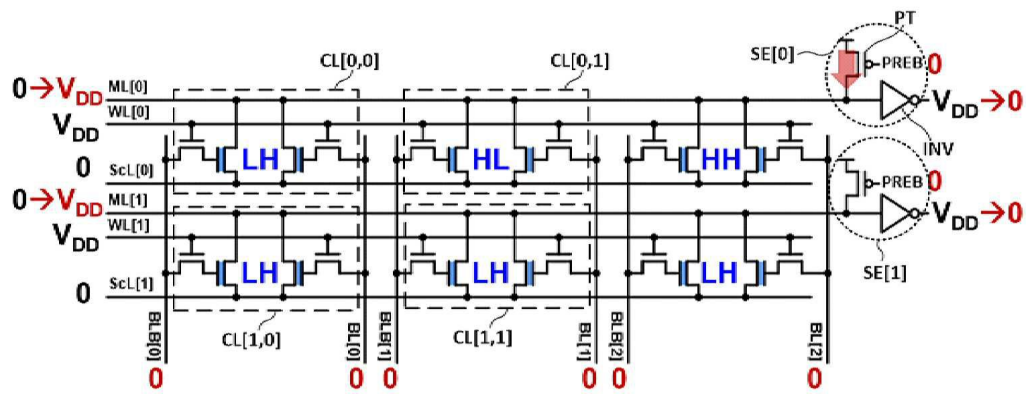 PT
SE[0]
CL[0,0] CL[0,1]
PREB 0
0→VDD ML[0] VDD→0
WL[0]
VDD
INV
LH HL HH
0 ScL[0]
PREB 0
0→VDD ML[1] VDD→0
WL[1]
VDD
LH LH LH
SE[1]
0 ScL[1]
CL[1,0] CL[1,1]
BLB[0] BL[0] BLB[1] BL[1] BLB[2] BL[2]
0 0 0 0 0 0